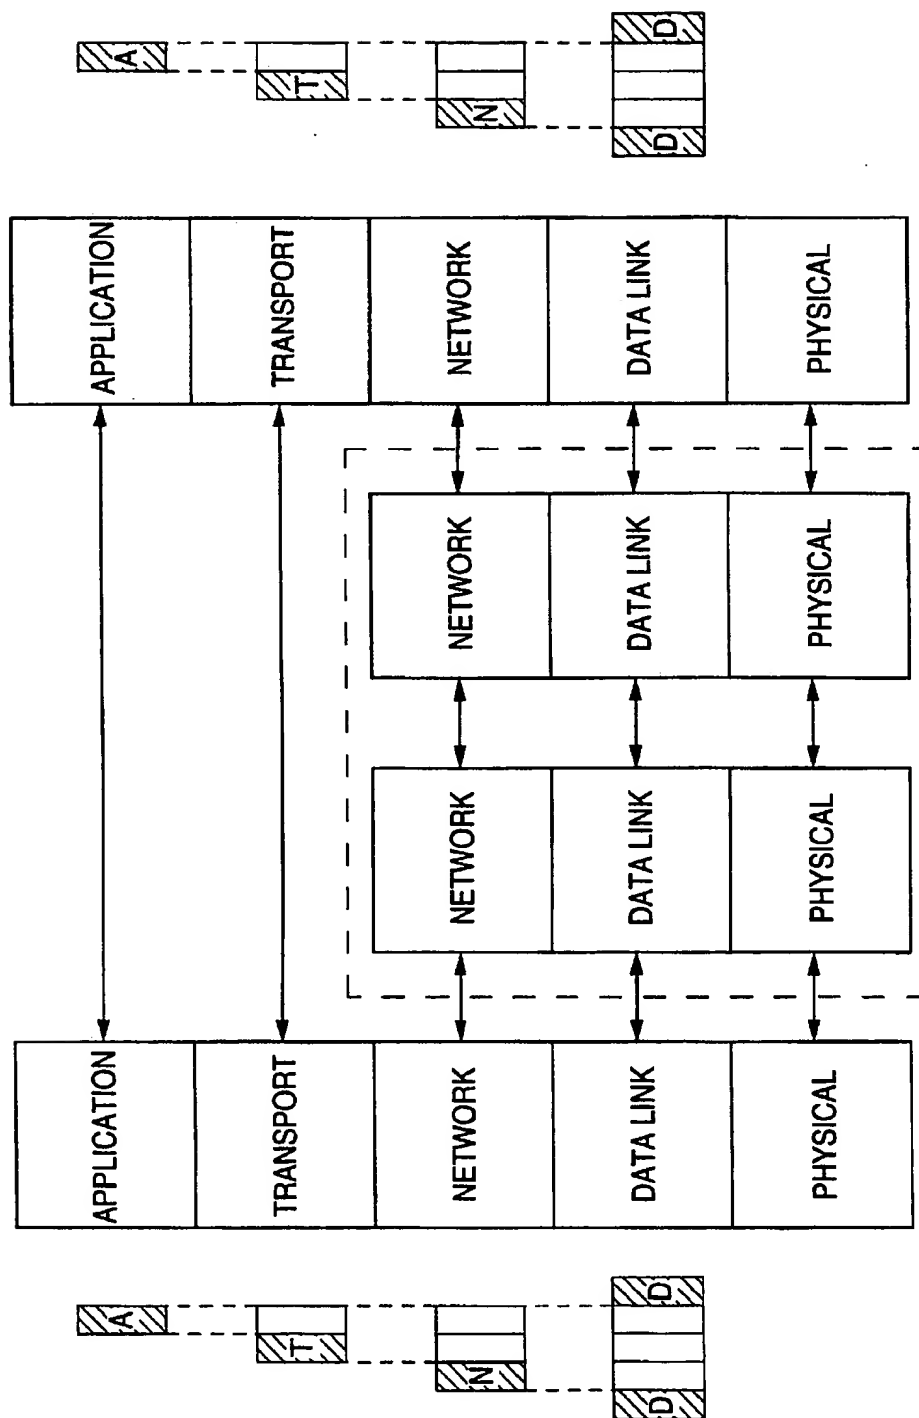 A
APPLICATION
APPLICATION
A
T
TRANSPORT
TRANSPORT
T
N
NETWORK
NETWORK
NETWORK
NETWORK
N
D
D
DATA LINK
DATA LINK
DATA LINK
DATA LINK
D
D
PHYSICAL
PHYSICAL
PHYSICAL
PHYSICAL